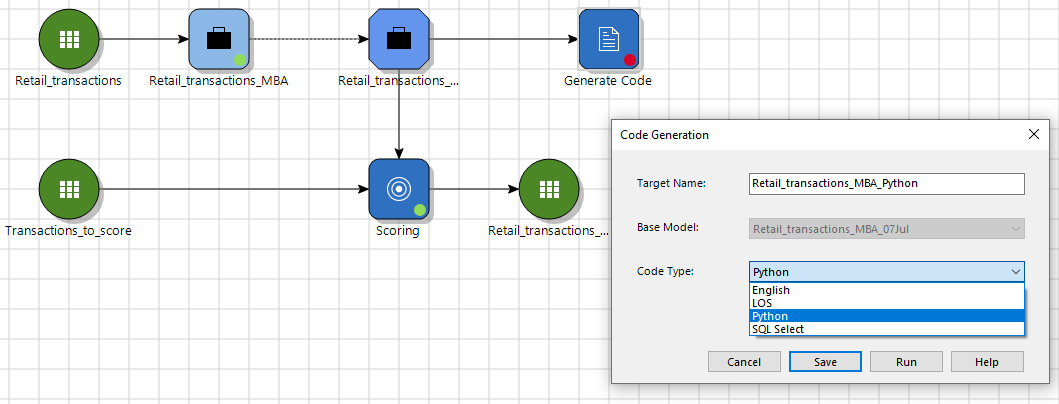 Retail_transactions
Retail_transactions_MBA
Retail_transactions_...
Generate Code
Transactions_to_score
Scoring
Retail_transactions_...
Code Generation
Target Name:
Retail_transactions_MBA_Python
Base Model:
Retail_transactions_MBA_07Jul
Code Type:
Python
English
LOS
Python
SQL Select
Cancel
Save
Run
Help